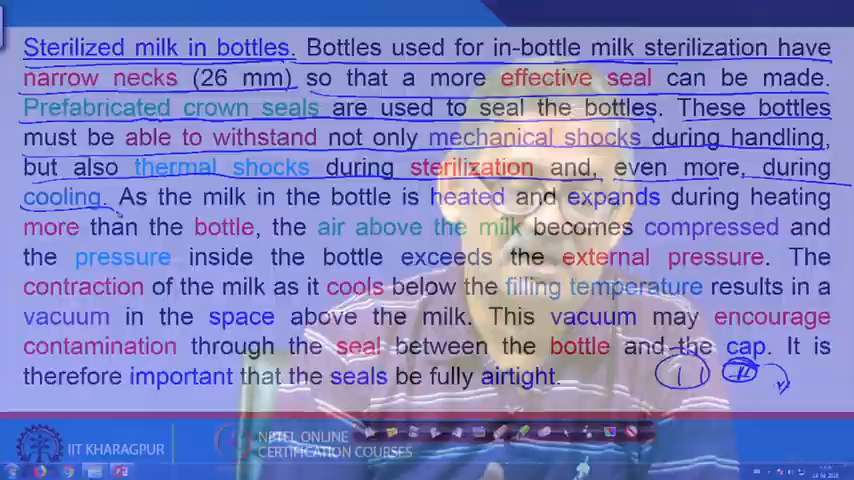 Sterilized milk in bottles. Bottles used for in-bottle milk sterilization have
narrow necks (26 mm) so that a more effective seal can be made.
Prefabricated crown seals are used to seal the bottles. These bottles
must be able to withstand not only mechanical shocks during handling,
but also thermal shocks during sterilization and, even more, during
cooling. As the milk in the bottle is heated and expands during heating
more than the bottle, the air above the milk becomes compressed and
the pressure inside the bottle exceeds the external pressure. The
contraction of the milk as it cools below the filling temperature results in a
vacuum in the space above the milk. This vacuum may encourage
contamination through the seal between the bottle and the cap. It is
therefore important that the seals be fully airtight.
IIT KHARAGPUR
NPTEL ONLINE
CERTIFICATION COURSES